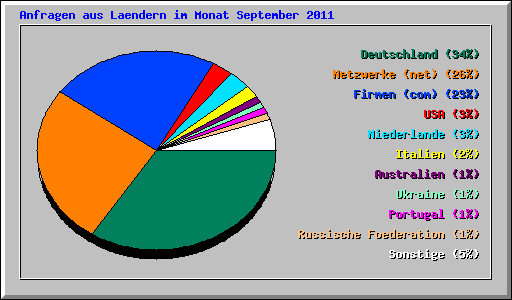 Anfragen aus Laendern im Monat September 2011
Deutschland (34%)
Netzwerke (net) (26%)
Firmen (com) (23%)
USA (3%)
Niederlande (3%)
Italien (2%)
Australien (1%)
Ukraine (1%)
Portugal (1%)
Russische Foederation (1%)
Sonstige (5%)